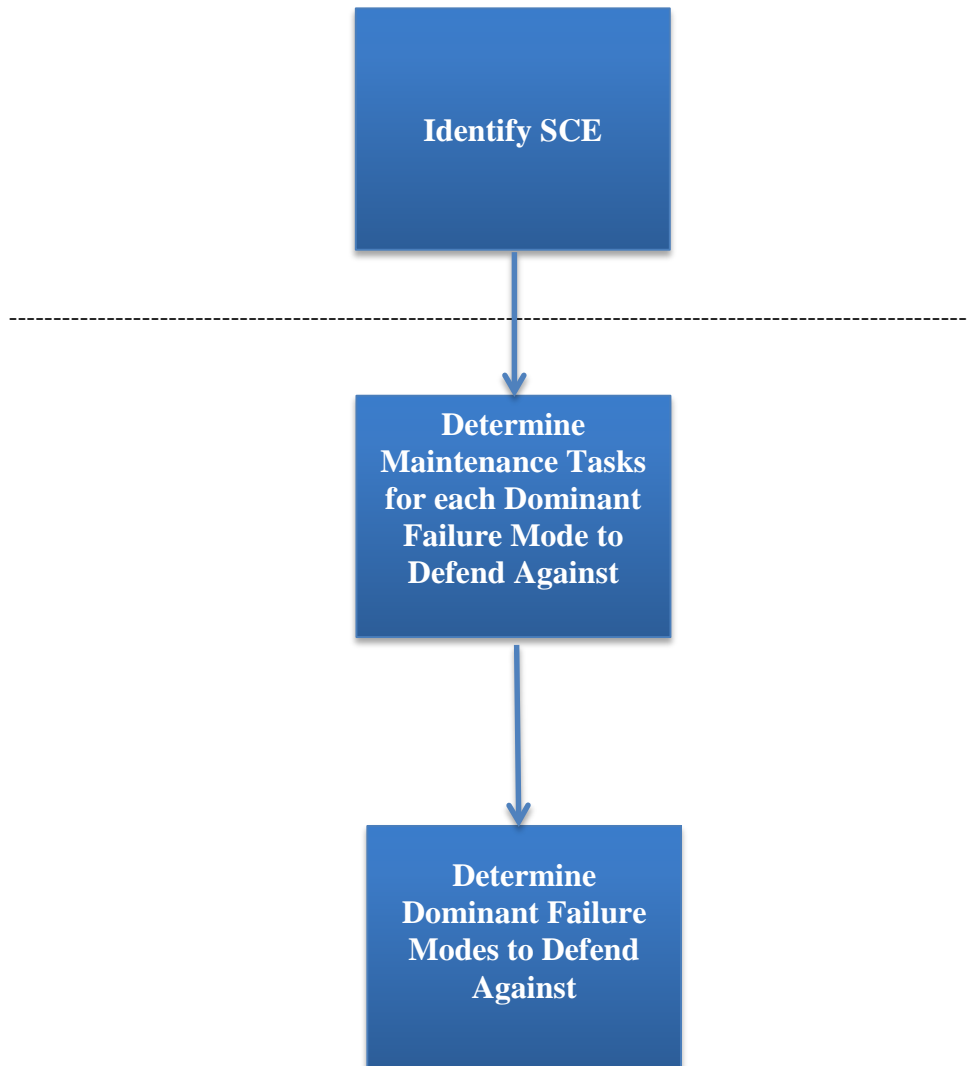 Identify SCE
Determine
Maintenance Tasks
for each Dominant
Failure Mode to
Defend Against
Determine
Dominant Failure
Modes to Defend
Against